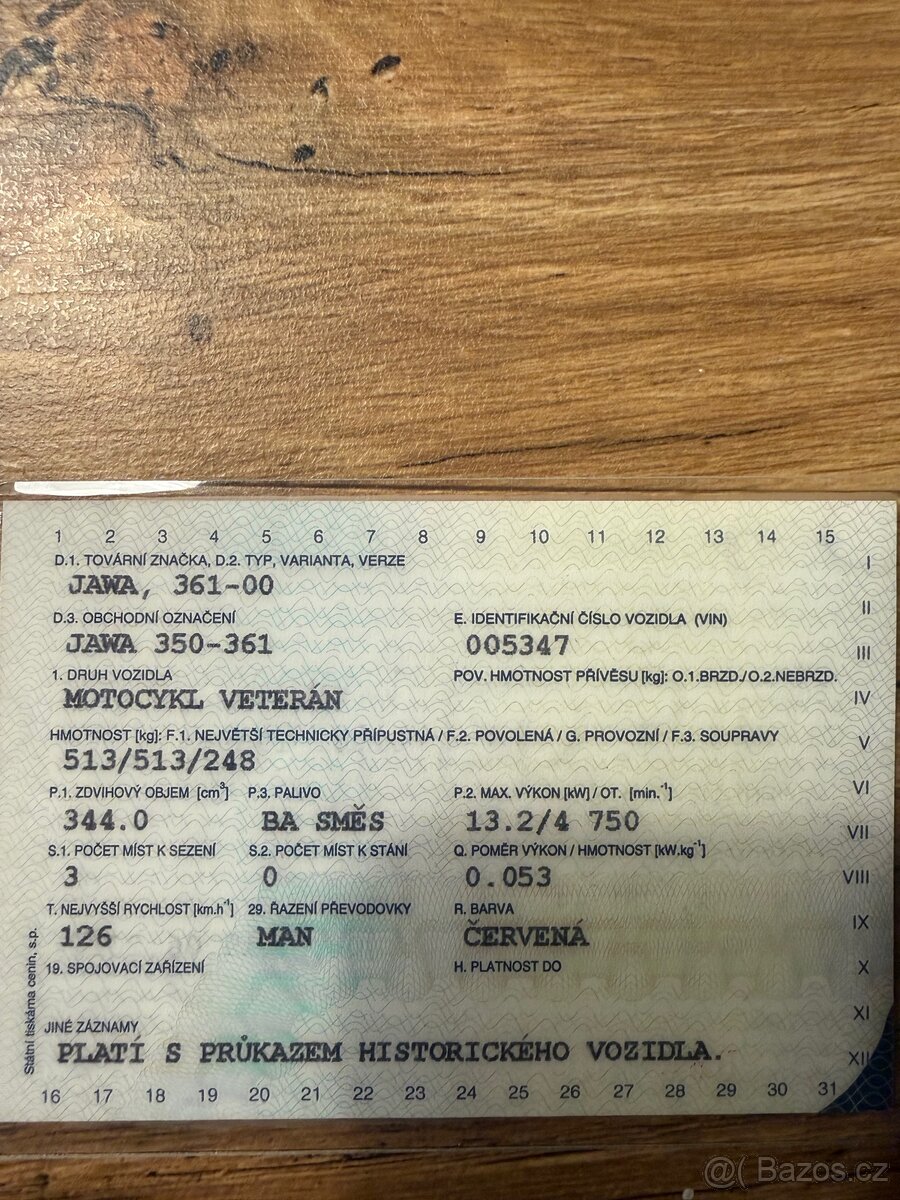 1 2 3 4 5 6 7 8 9 10 11 12 13 14 15
D.1. TOVÁRNÍ ZNAČKA, D.2. TYP, VARIANTA, VERZE I
JAWA, 361-00
D.3. OBCHODNÍ OZNAČENÍ E. IDENTIFIKAČNÍ ČÍSLO VOZIDLA (VIN) II
JAWA 350-361 005347 III
1. DRUH VOZIDLA POV. HMOTNOST PŘÍVĚSU [kg]: O.1.BRZD./O.2.NEBRZD.
MOTOCYKL VETERÁN IV
HMOTNOST [kg]: F.1. NEJVĚTŠÍ TECHNICKY PŘÍPUSTNÁ / F.2. POVOLENÁ / G. PROVOZNÍ / F.3. SOUPRAVY V
513/513/248
P.1. ZDVIHOVÝ OBJEM [cm³] P.3. PALIVO P.2. MAX. VÝKON [kW] / OT. [min.⁻¹] VI
344.0 BA SMĚS 13.2/4 750 VII
S.1. POČET MÍST K SEZENÍ S.2. POČET MÍST K STÁNÍ Q. POMĚR VÝKON / HMOTNOST [kW.kg⁻¹]
3 0 0.053 VIII
T. NEJVYŠŠÍ RYCHLOST [km.h⁻¹] 29. ŘAZENÍ PŘEVODOVKY R. BARVA IX
126 MAN ČERVENÁ
19. SPOJOVACÍ ZAŘÍZENÍ H. PLATNOST DO X
JINÉ ZÁZNAMY XI
PLATÍ S PRŮKAZEM HISTORICKÉHO VOZIDLA. XII
16 17 18 19 20 21 22 23 24 25 26 27 28 29 30 31
Státní tiskárna cenin, s.p.
@( Bazos.cz